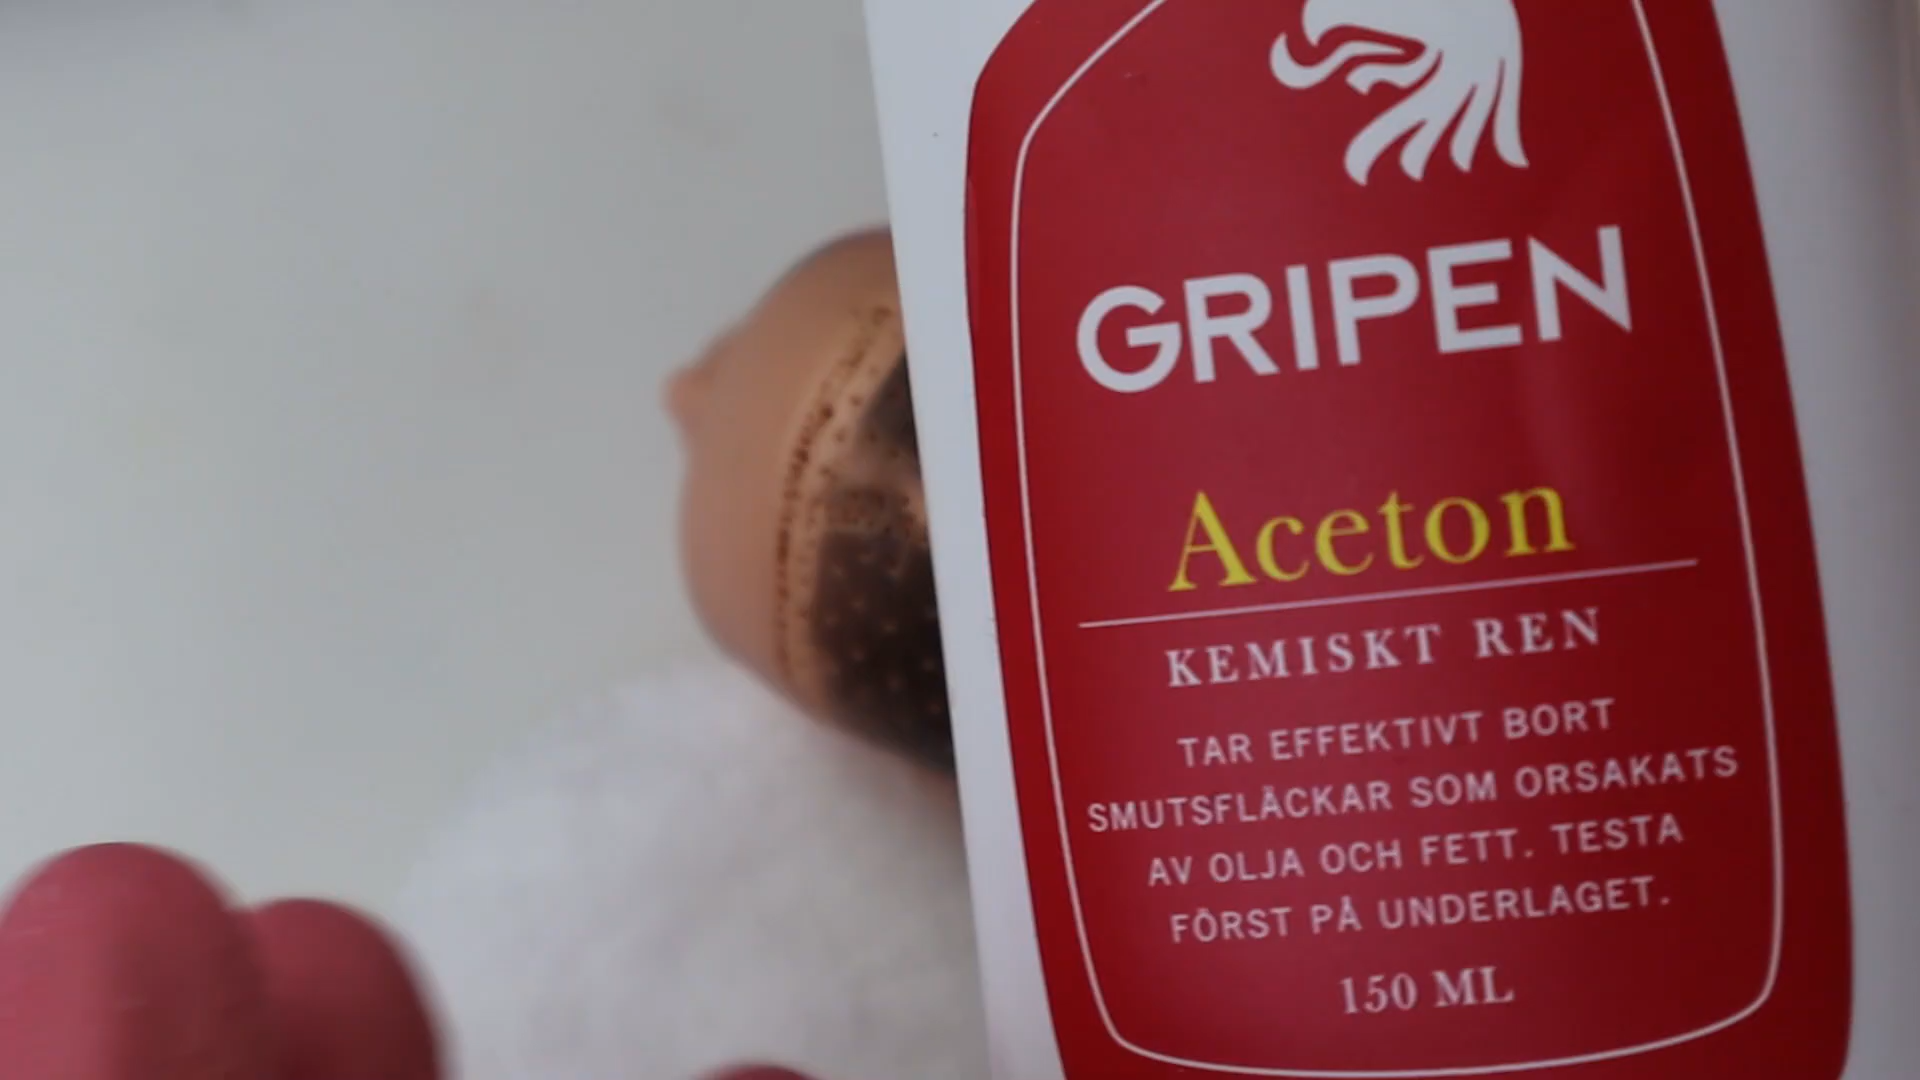 GRIPEN
Aceton
KEMISKT REN
TAR EFFEKTIVT BORT
SMUTSFLÄCKAR SOM ORSAKATS
AV OLJA OCH FETT. TESTA
FÖRST PÅ UNDERLAGET.
150 ML